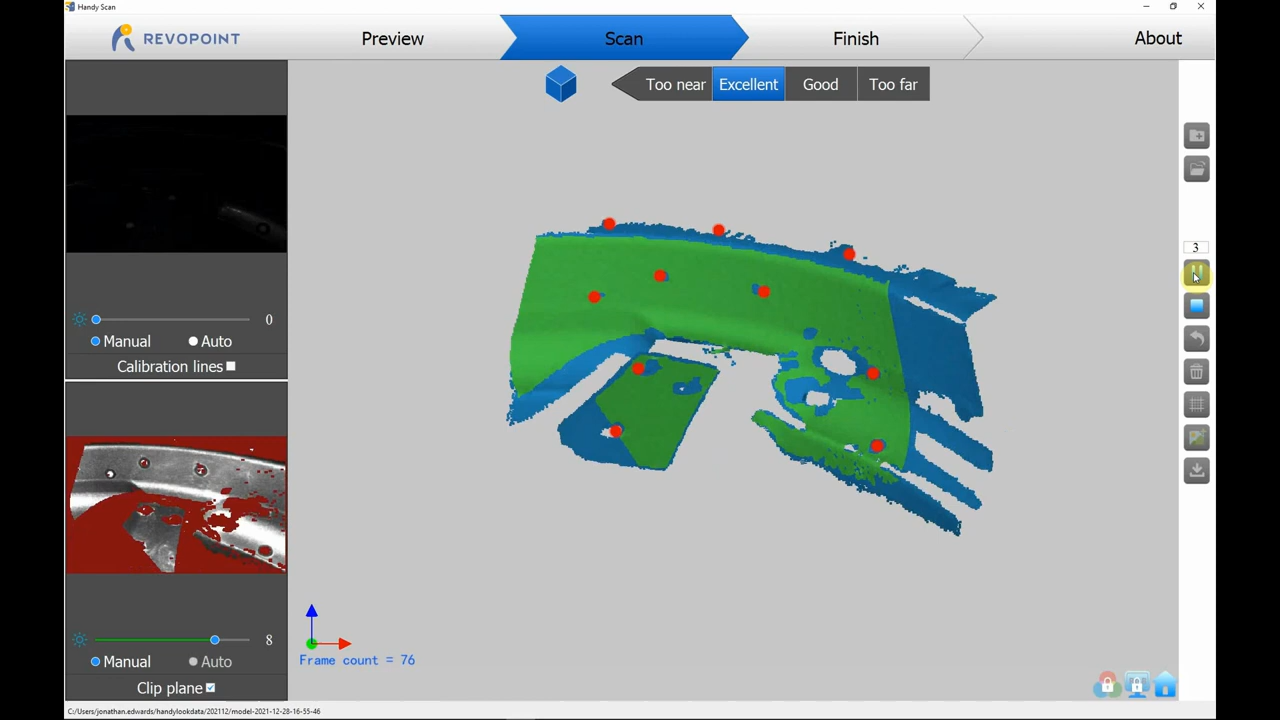 Handy Scan
REVOPOINT
Preview
Scan
Finish
About
Too near
Excellent
Good
Too far
3
0
Manual
Auto
Calibration lines
8
Manual
Auto
Clip plane
Frame count = 76
C:/Users/jonathan.edwards/handylookdata/202112/model-2021-12-28-16-55-46